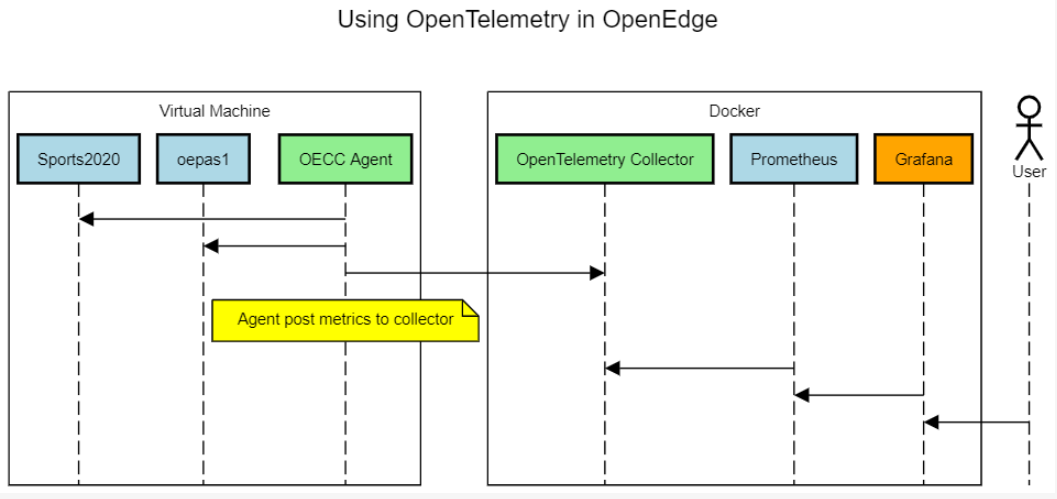 Using OpenTelemetry in OpenEdge
Virtual Machine
Docker
Sports2020
oepas1
OECC Agent
OpenTelemetry Collector
Prometheus
Grafana
User
Agent post metrics to collector